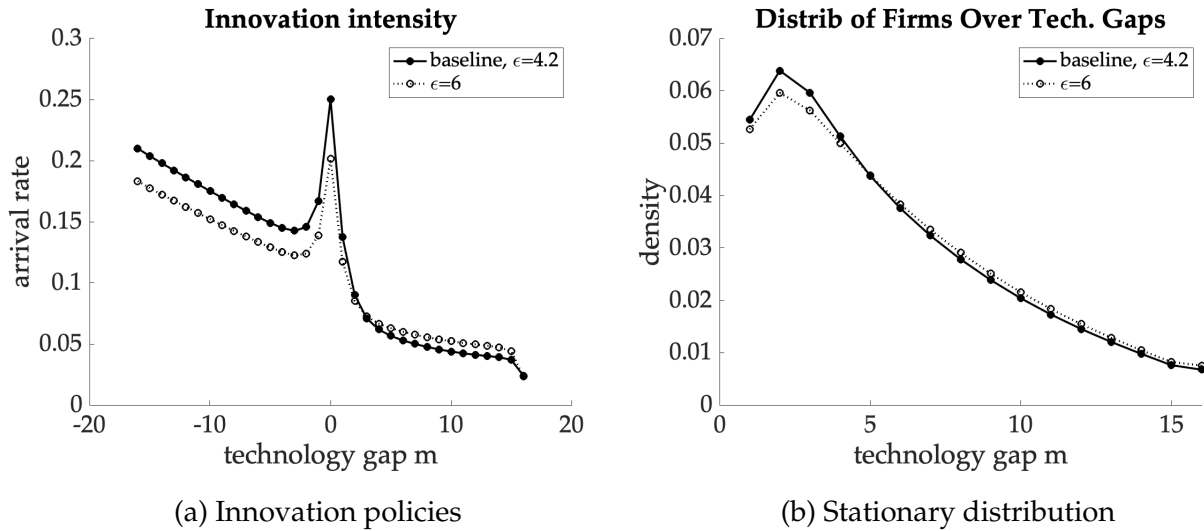 Innovation intensity
0.3
0.25
0.2
0.15
0.1
0.05
0
arrival rate
baseline, ϵ=4.2
ϵ=6
-20
-10
0
10
20
technology gap m
(a) Innovation policies
Distrib of Firms Over Tech. Gaps
0.07
0.06
0.05
0.04
0.03
0.02
0.01
0
density
baseline, ϵ=4.2
ϵ=6
0
5
10
15
technology gap m
(b) Stationary distribution